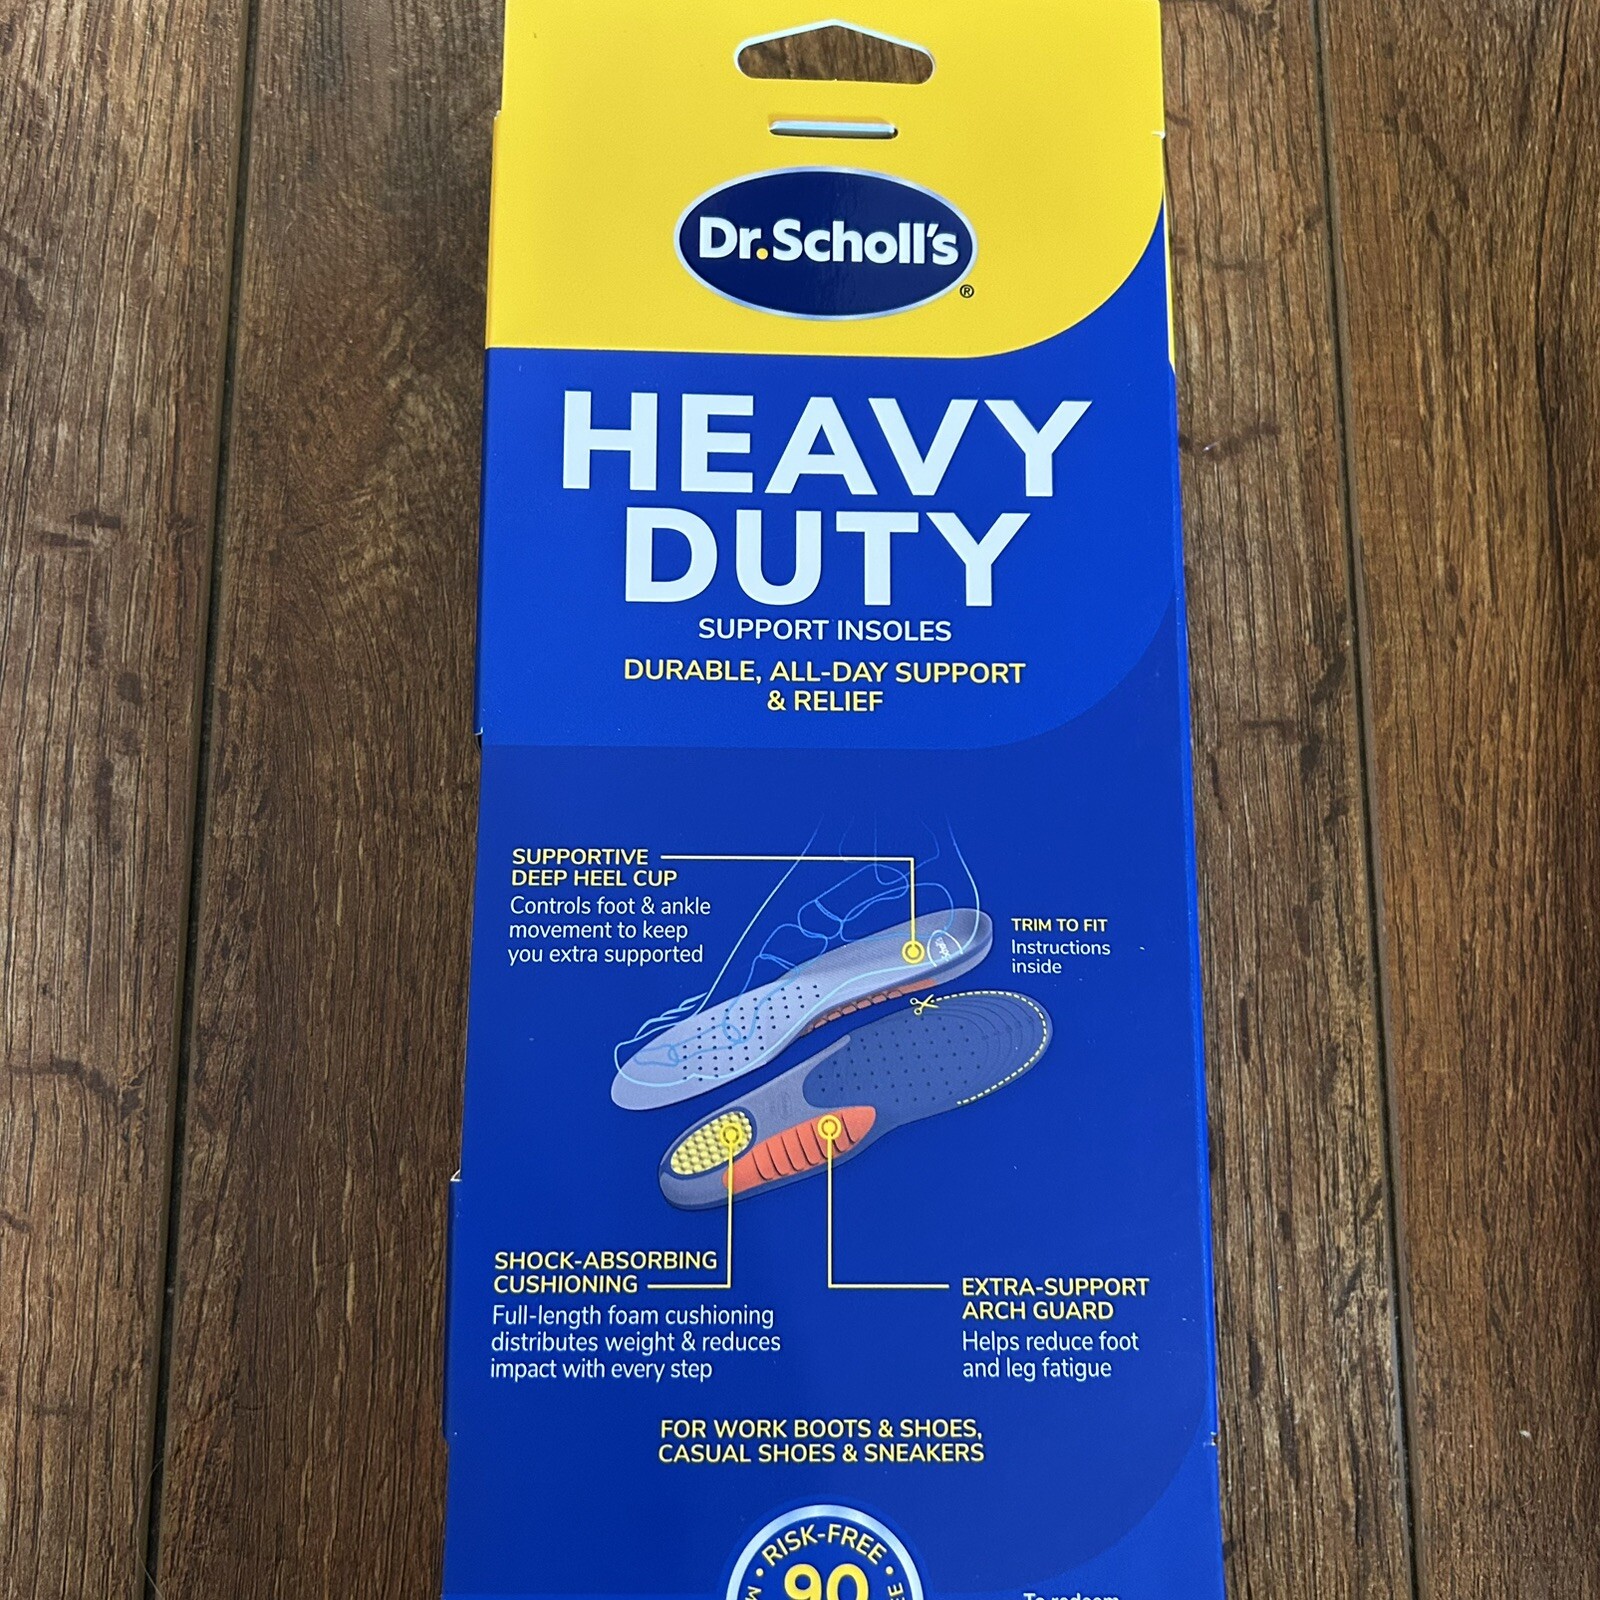 Dr.Scholl's
®
HEAVY
DUTY
SUPPORT INSOLES
DURABLE, ALL-DAY SUPPORT
& RELIEF
SUPPORTIVE
DEEP HEEL CUP
Controls foot & ankle
movement to keep
you extra supported
TRIM TO FIT
Instructions
inside
SHOCK-ABSORBING
CUSHIONING
Full-length foam cushioning
distributes weight & reduces
impact with every step
EXTRA-SUPPORT
ARCH GUARD
Helps reduce foot
and leg fatigue
FOR WORK BOOTS & SHOES,
CASUAL SHOES & SNEAKERS
• RISK-FREE •
90